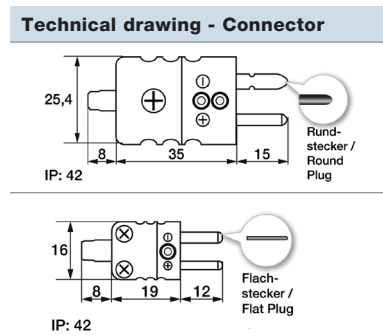 Technical drawing - Connector
25,4
8
35
15
IP: 42
Rund-
stecker /
Round
Plug
16
8
19
12
IP: 42
Flach-
stecker /
Flat Plug